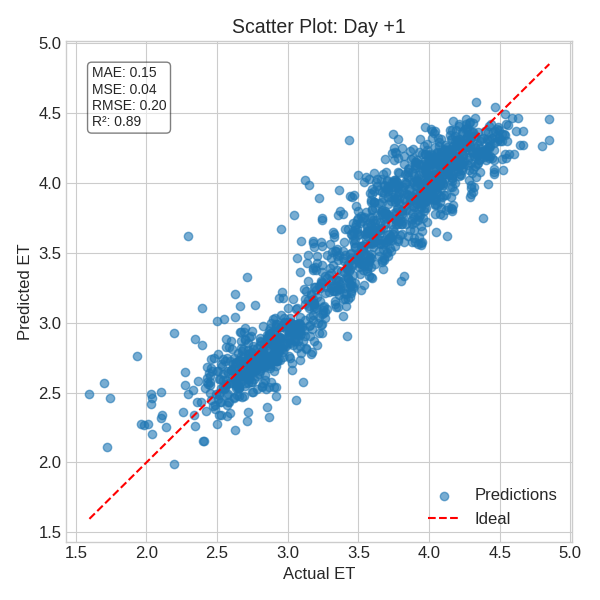 Scatter Plot: Day +1
MAE: 0.15
MSE: 0.04
RMSE: 0.20
R²: 0.89
Predicted ET
5.0
4.5
4.0
3.5
3.0
2.5
2.0
1.5
Predictions
Ideal
1.5 2.0 2.5 3.0 3.5 4.0 4.5 5.0
Actual ET